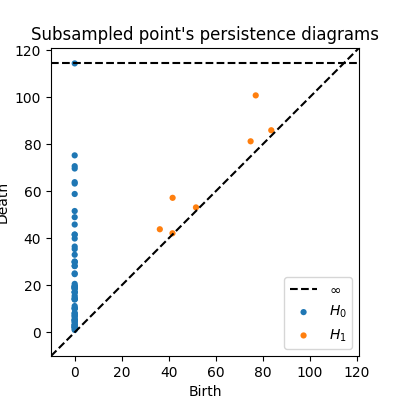 Subsampled point's persistence diagrams
120
100
80
60
40
20
0
Death
0 20 40 60 80 100 120
Birth
∞
H₀
H₁